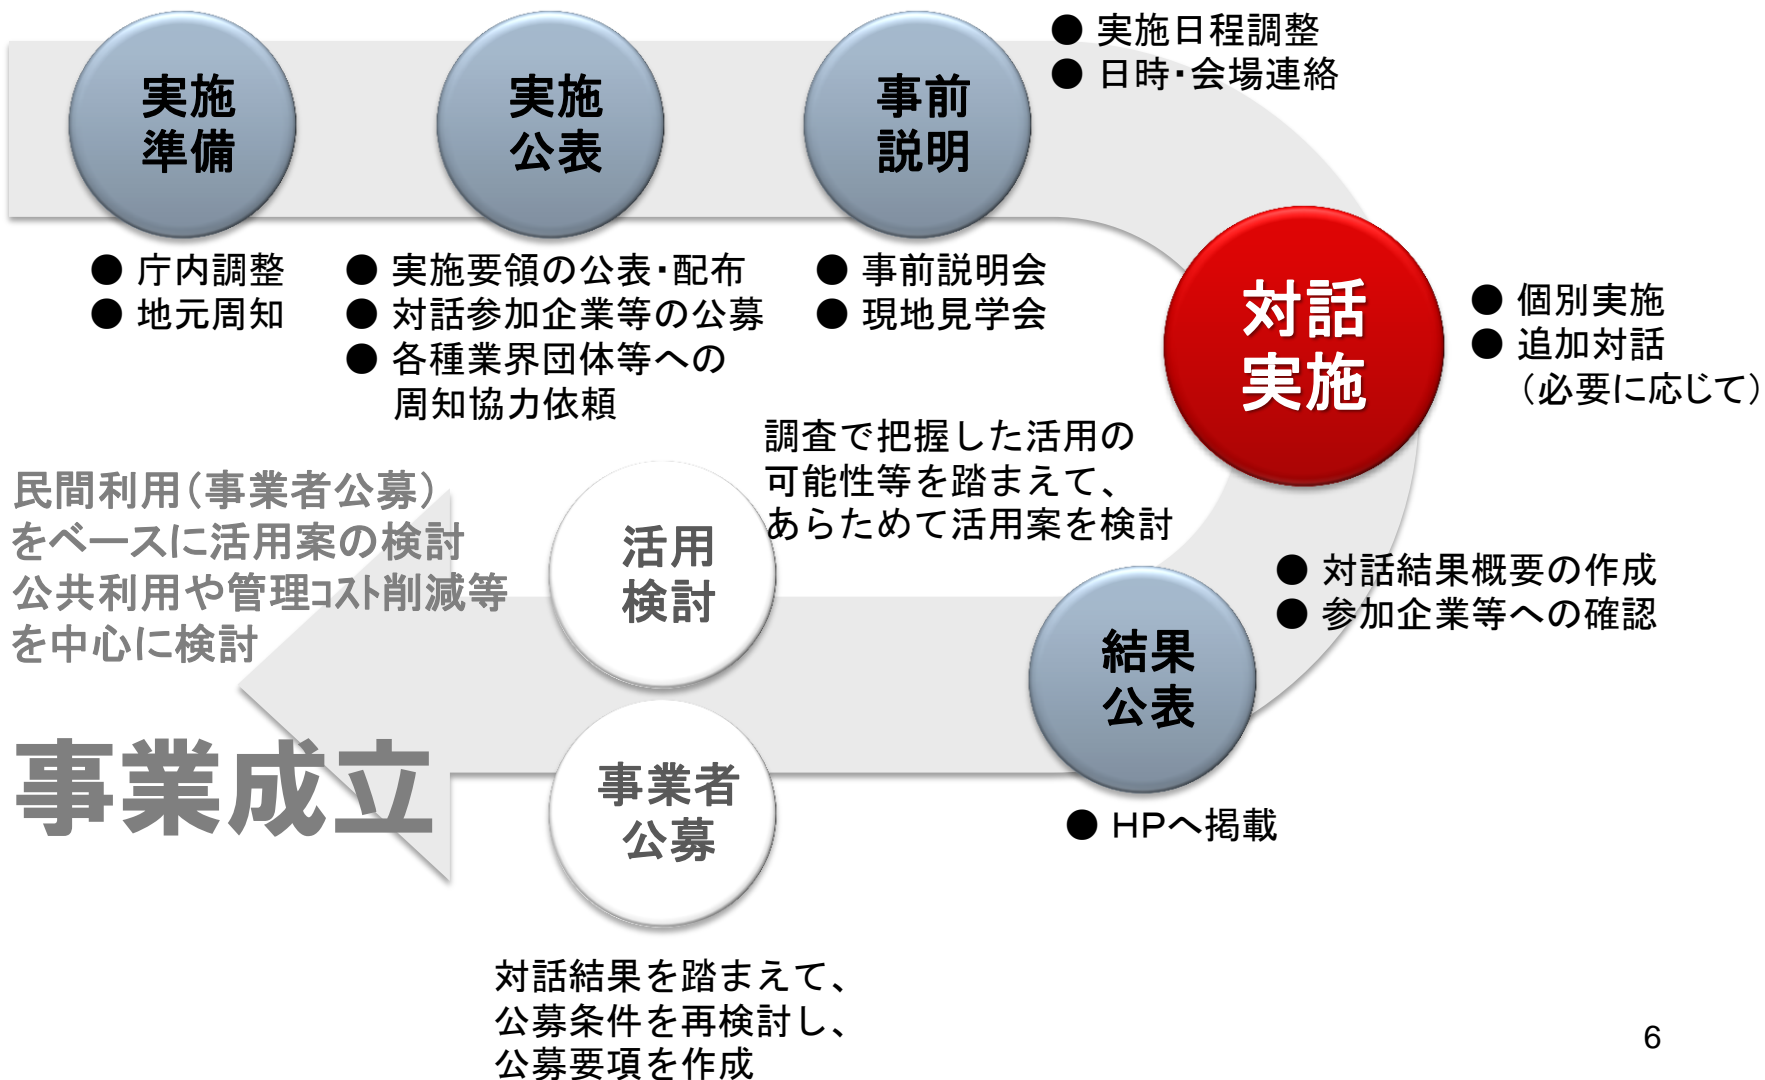 実施
準備
● 庁内調整
● 地元周知
実施
公表
● 実施要領の公表・配布
● 対話参加企業等の公募
● 各種業界団体等への
周知協力依頼
事前
説明
● 事前説明会
● 現地見学会
● 実施日程調整
● 日時・会場連絡
対話
実施
● 個別実施
● 追加対話
（必要に応じて）
● 対話結果概要の作成
● 参加企業等への確認
結果
公表
● HPへ掲載
調査で把握した活用の
可能性等を踏まえて、
あらためて活用案を検討
活用
検討
事業者
公募
対話結果を踏まえて、
公募条件を再検討し、
公募要項を作成
民間利用（事業者公募）
をベースに活用案の検討
公共利用や管理ｺｽﾄ削減等
を中心に検討
事業成立
6